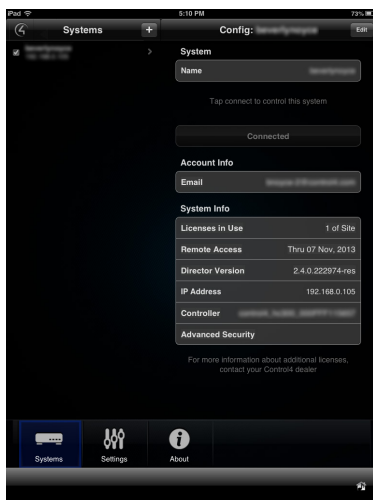 iPad 5:10 PM 73%
Systems + Config: Edit
System
Name
Tap connect to control this system
Connected
Account Info
Email
System Info
Licenses in Use 1 of Site
Remote Access Thru 07 Nov, 2013
Director Version 2.4.0.222974-res
IP Address 192.168.0.105
Controller
Advanced Security
For more information about additional licenses,
contact your Control4 dealer
Systems Settings About